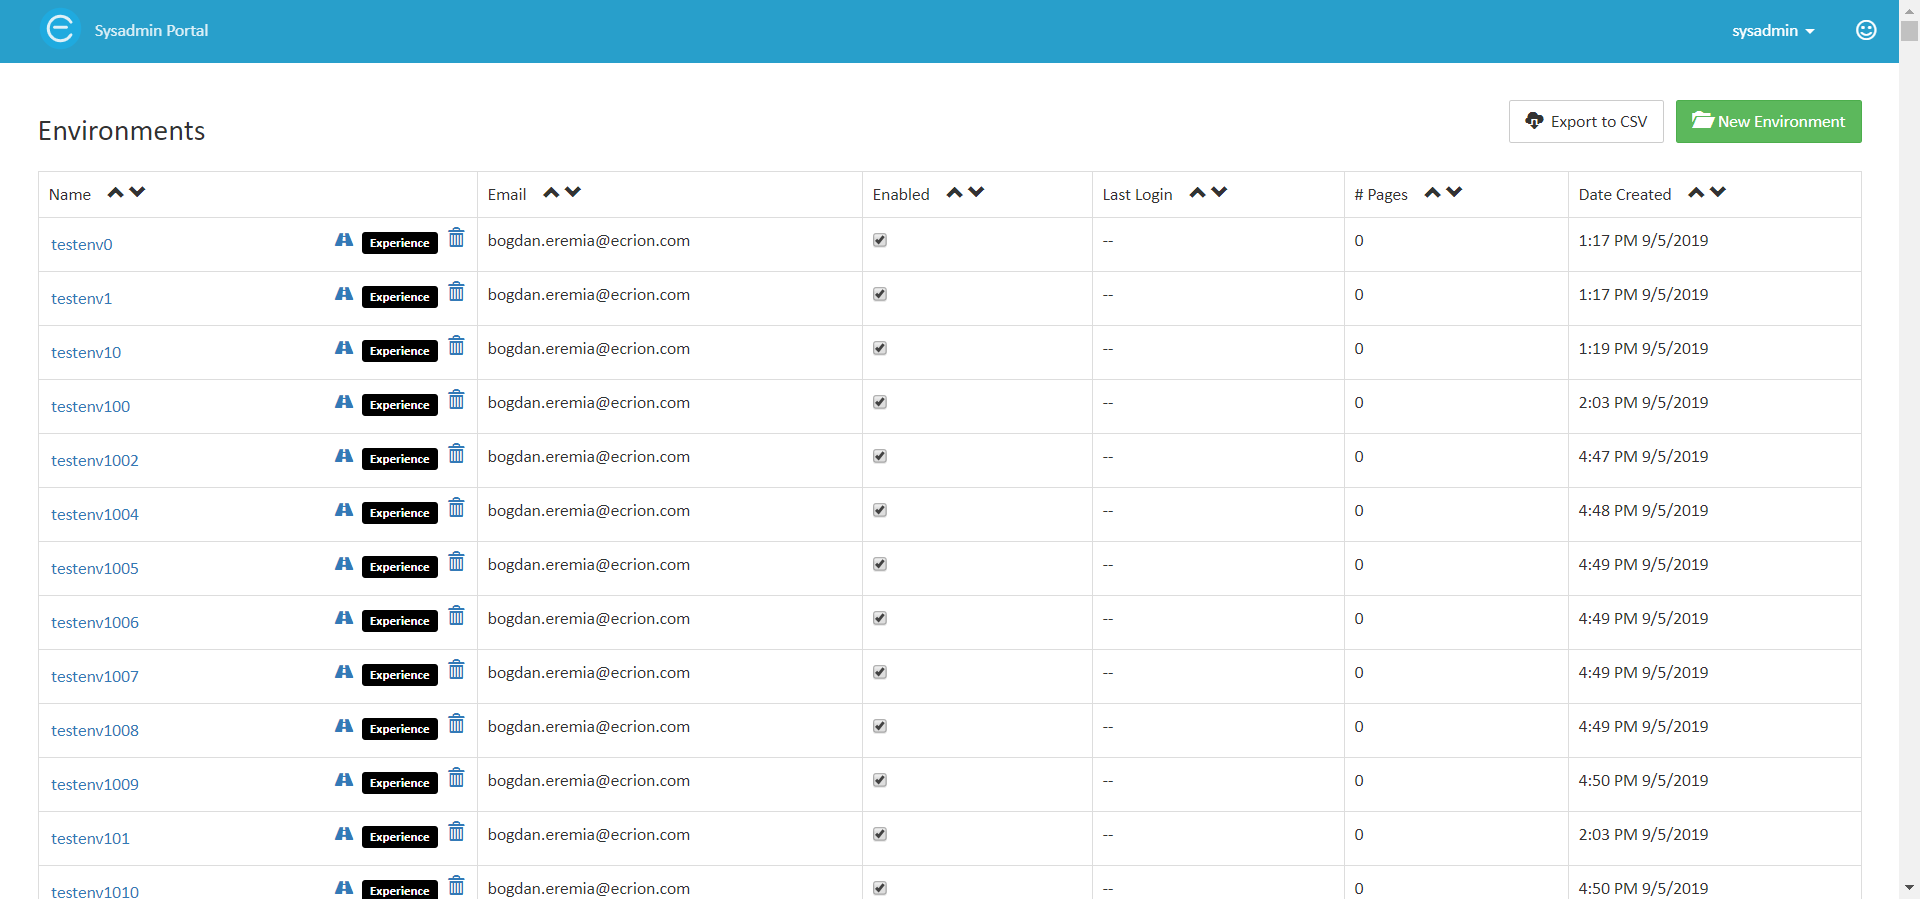 Sysadmin Portal sysadmin
Environments Export to CSV New Environment
Name Email Enabled Last Login # Pages Date Created
testenv0 Experience bogdan.eremia@ecrion.com -- 0 1:17 PM 9/5/2019
testenv1 Experience bogdan.eremia@ecrion.com -- 0 1:17 PM 9/5/2019
testenv10 Experience bogdan.eremia@ecrion.com -- 0 1:19 PM 9/5/2019
testenv100 Experience bogdan.eremia@ecrion.com -- 0 2:03 PM 9/5/2019
testenv1002 Experience bogdan.eremia@ecrion.com -- 0 4:47 PM 9/5/2019
testenv1004 Experience bogdan.eremia@ecrion.com -- 0 4:48 PM 9/5/2019
testenv1005 Experience bogdan.eremia@ecrion.com -- 0 4:49 PM 9/5/2019
testenv1006 Experience bogdan.eremia@ecrion.com -- 0 4:49 PM 9/5/2019
testenv1007 Experience bogdan.eremia@ecrion.com -- 0 4:49 PM 9/5/2019
testenv1008 Experience bogdan.eremia@ecrion.com -- 0 4:49 PM 9/5/2019
testenv1009 Experience bogdan.eremia@ecrion.com -- 0 4:50 PM 9/5/2019
testenv101 Experience bogdan.eremia@ecrion.com -- 0 2:03 PM 9/5/2019
testenv1010 Experience bogdan.eremia@ecrion.com -- 0 4:50 PM 9/5/2019